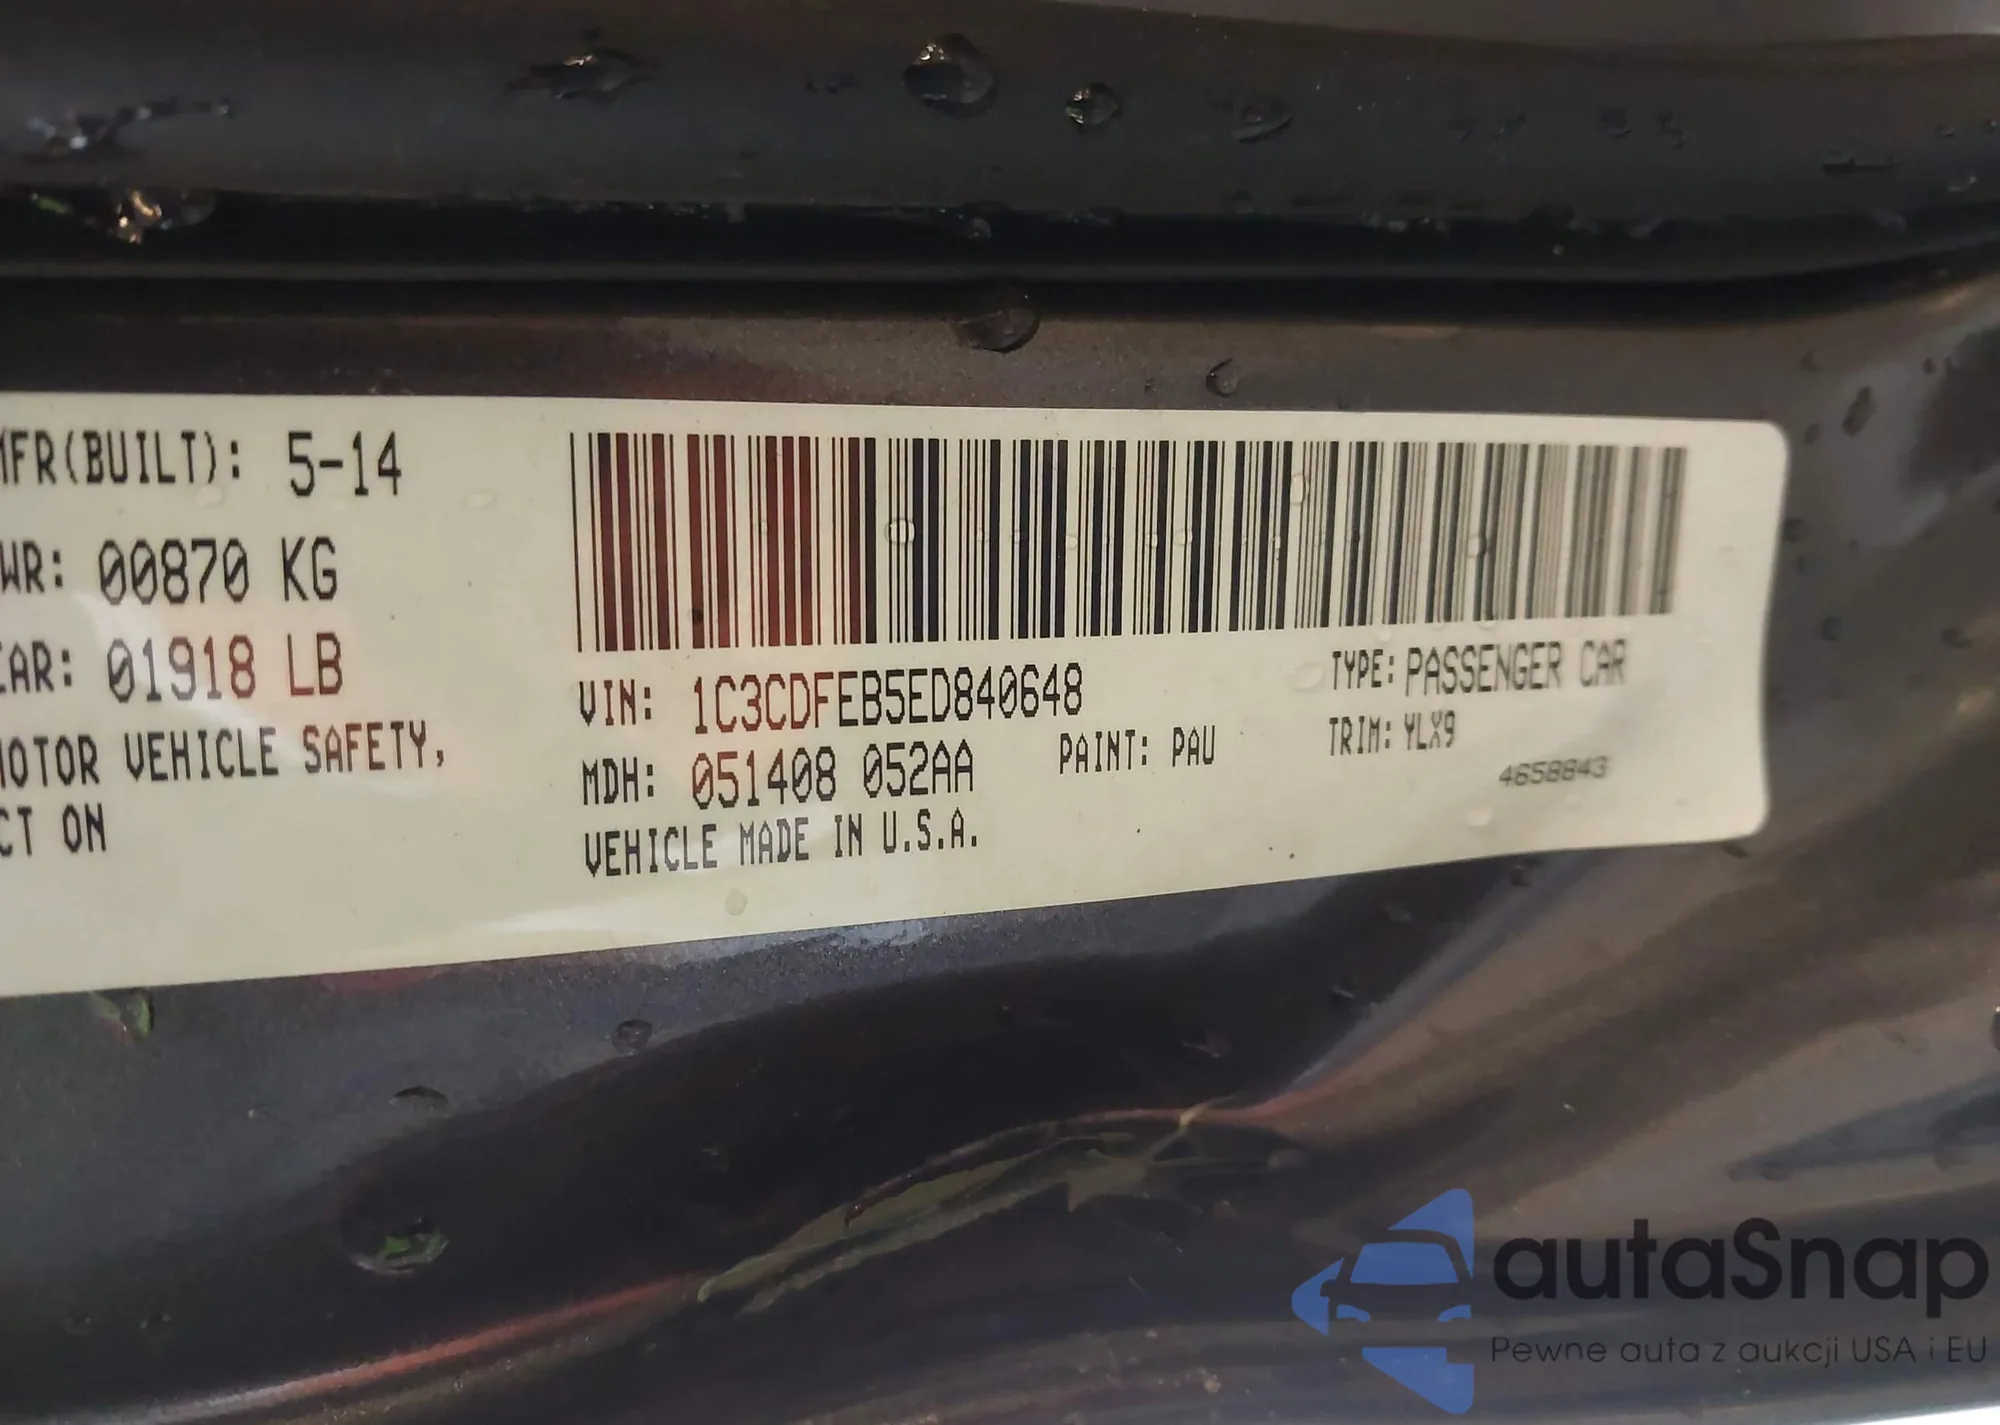 MFR(BUILT): 5-14
WR: 00870 KG
EAR: 01918 LB
MOTOR VEHICLE SAFETY,
CT ON
VIN: 1C3CDFEB5ED840648
TYPE: PASSENGER CAR
MDH: 051408 052AA
PAINT: PAU
TRIM: YLX9
4658843
VEHICLE MADE IN U.S.A.
autaSnap
Pewne auta z aukcji USA i EU